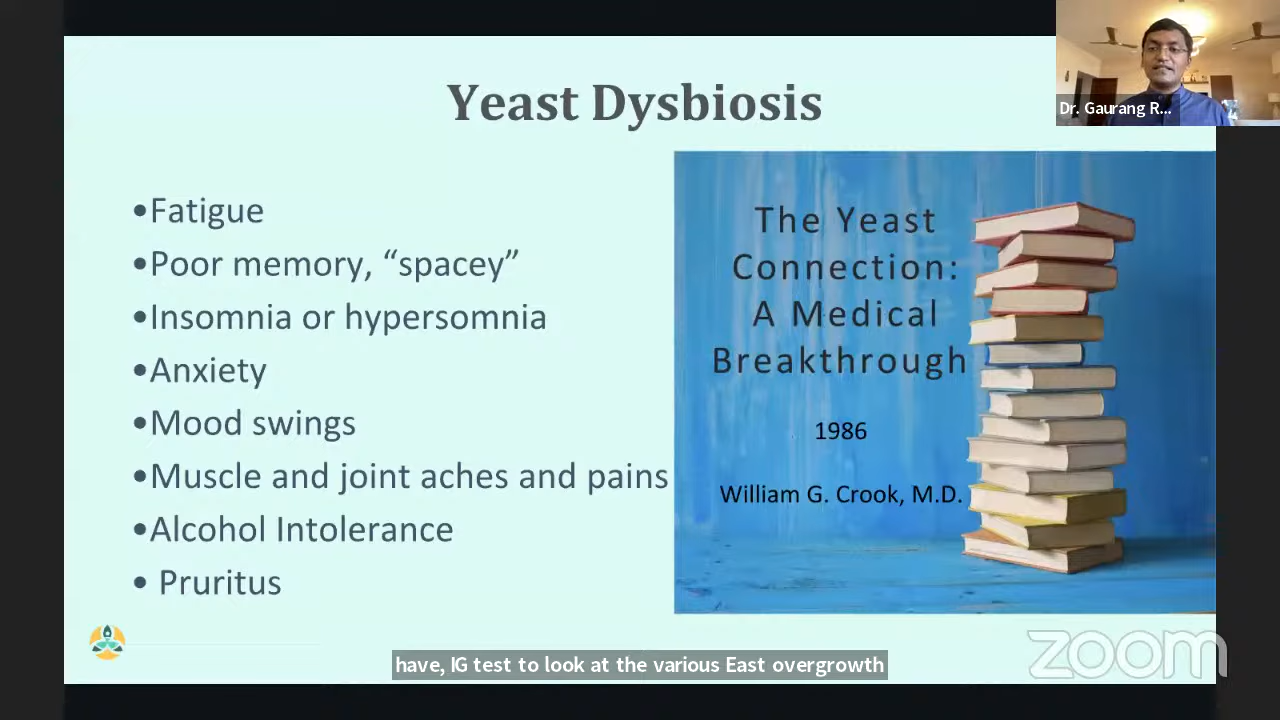 Yeast Dysbiosis
Dr. Gaurang R...
•Fatigue
•Poor memory, “spacey”
•Insomnia or hypersomnia
•Anxiety
•Mood swings
•Muscle and joint aches and pains
•Alcohol Intolerance
• Pruritus
The Yeast
Connection:
A Medical
Breakthrough
1986
William G. Crook, M.D.
have, IG test to look at the various East overgrowth
zoom